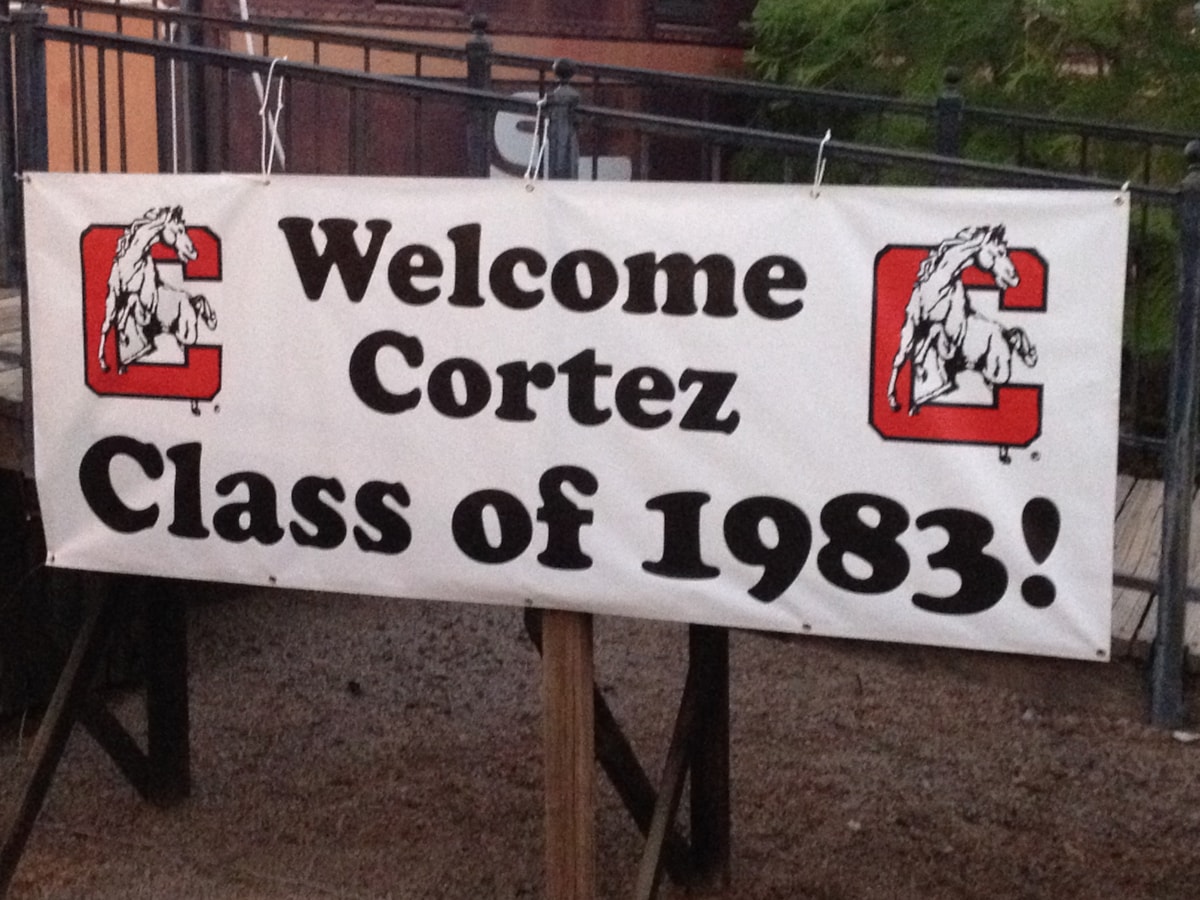 Welcome
Cortez
Class of 1983!
C
C